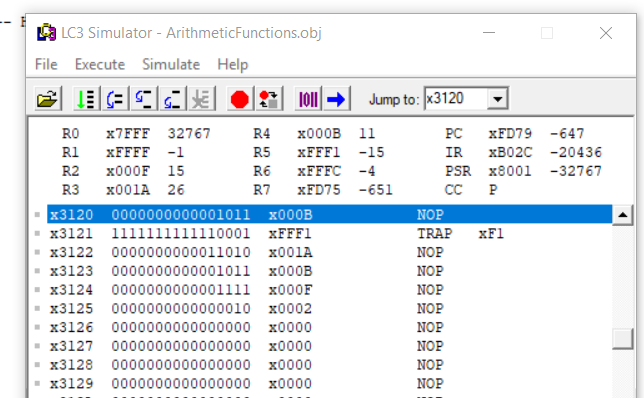 LC3 Simulator - ArithmeticFunctions.obj
File Execute Simulate Help
Jump to: x3120
R0 x7FFF 32767 R4 x000B 11 PC xFD79 -647
R1 xFFFF -1 R5 xFFF1 -15 IR xB02C -20436
R2 x000F 15 R6 xFFFC -4 PSR x8001 -32767
R3 x001A 26 R7 xFD75 -651 CC P
x3120 0000000000001011 x000B NOP
x3121 1111111111110001 xFFF1 TRAP xF1
x3122 0000000000011010 x001A NOP
x3123 0000000000001011 x000B NOP
x3124 0000000000001111 x000F NOP
x3125 0000000000000010 x0002 NOP
x3126 0000000000000000 x0000 NOP
x3127 0000000000000000 x0000 NOP
x3128 0000000000000000 x0000 NOP
x3129 0000000000000000 x0000 NOP